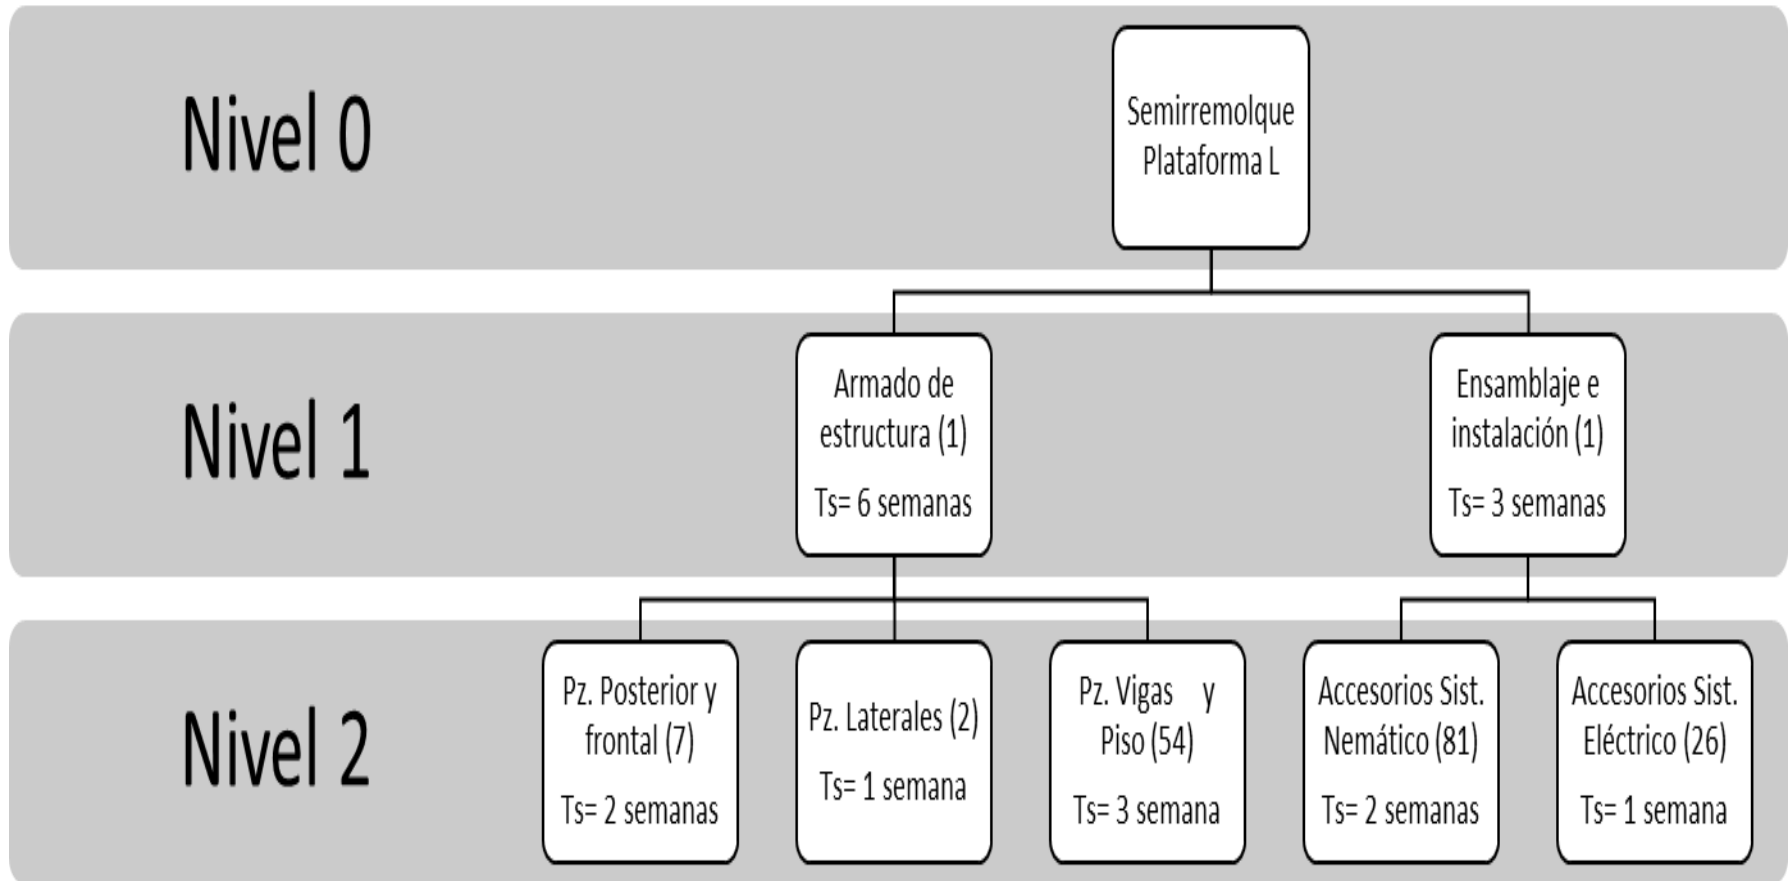 Nivel 0
Semirremolque
Plataforma L
Nivel 1
Armado de
estructura (1)
Ts= 6 semanas
Ensamblaje e
instalación (1)
Ts= 3 semanas
Nivel 2
Pz. Posterior y
frontal (7)
Ts= 2 semanas
Pz. Laterales (2)
Ts= 1 semana
Pz. Vigas y
Piso (54)
Ts= 3 semana
Accesorios Sist.
Nemático (81)
Ts= 2 semanas
Accesorios Sist.
Eléctrico (26)
Ts= 1 semana